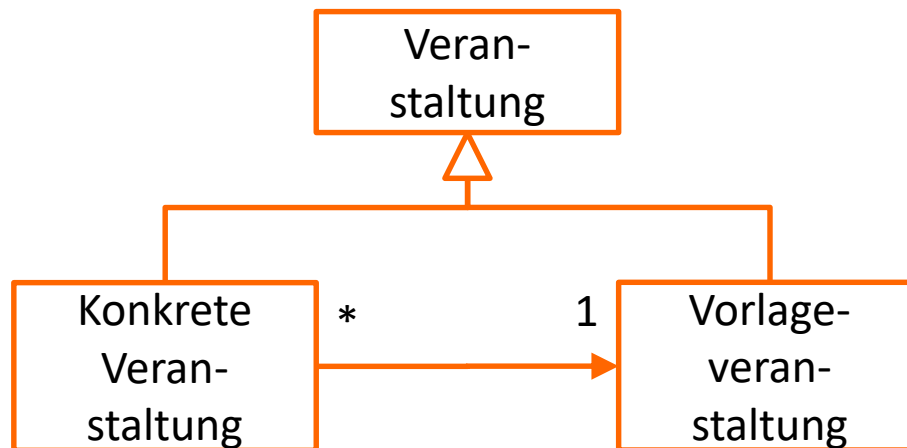 Veran-
staltung
Konkrete
Veran-
staltung
*
1
Vorlage-
veran-
staltung